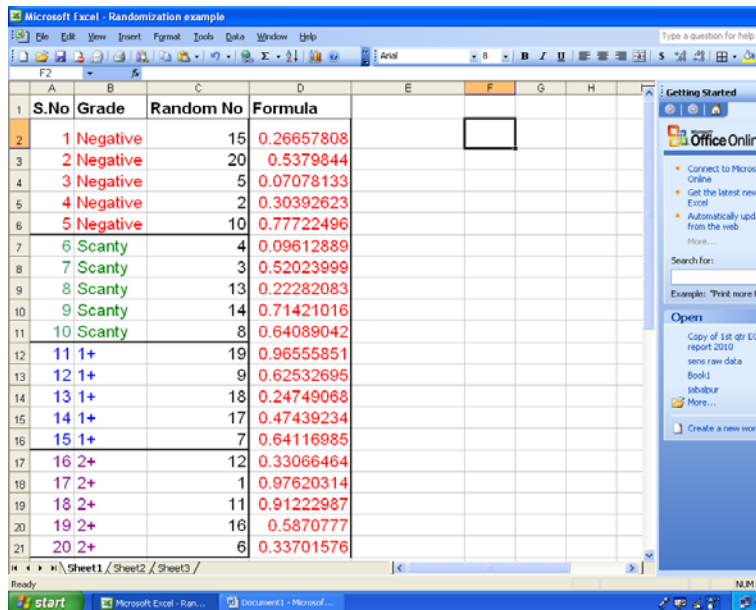 Microsoft Excel - Randomization example
File Edit View Insert Format Tools Data Window Help Type a question for help
Arial 8 B I U
F2 fx
A B C D E F G H
1 S.No Grade Random No Formula
2 1 Negative 15 0.26657808
3 2 Negative 20 0.5379844
4 3 Negative 5 0.07078133
5 4 Negative 2 0.30392623
6 5 Negative 10 0.77722496
7 6 Scanty 4 0.09612889
8 7 Scanty 3 0.52023999
9 8 Scanty 13 0.22282083
10 9 Scanty 14 0.71421016
11 10 Scanty 8 0.64089042
12 11 1+ 19 0.96555851
13 12 1+ 9 0.62532695
14 13 1+ 18 0.24749068
15 14 1+ 17 0.47439234
16 15 1+ 7 0.64116985
17 16 2+ 12 0.33066464
18 17 2+ 1 0.97620314
19 18 2+ 11 0.91222987
20 19 2+ 16 0.5870777
21 20 2+ 6 0.33701576
Getting Started
Microsoft
Office Onlin
Connect to Micros
Online
Get the latest new
Excel
Automatically upd
from the web
More...
Search for:
Example: "Print more t
Open
Copy of 1st qtr EQ
report 2010
sens raw data
Book1
jabalpur
More...
Create a new wor
Sheet1 Sheet2 Sheet3
Ready NUM
start Microsoft Excel - Ran... Document1 - Microsof...